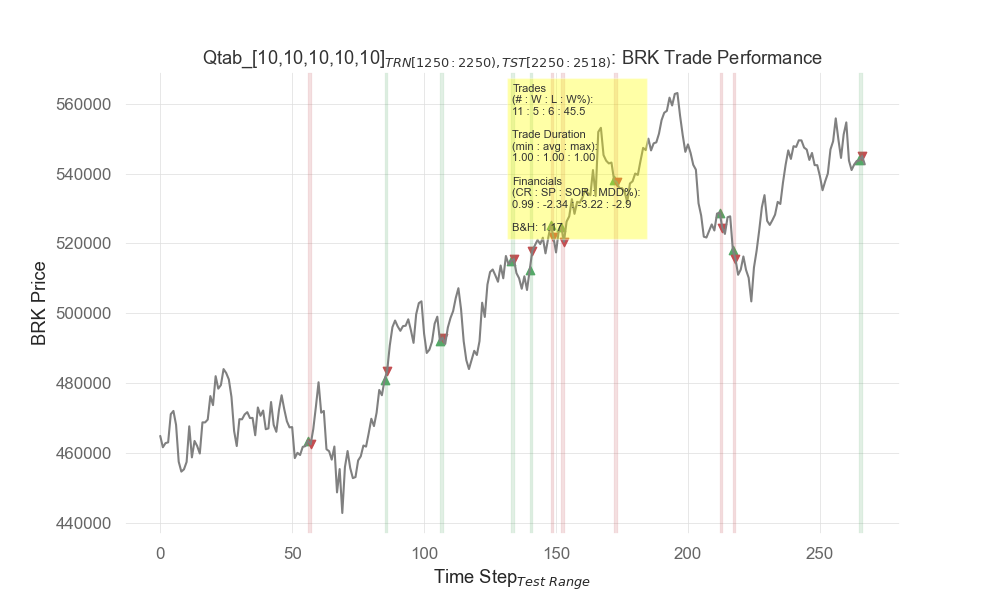 Qtab_[10,10,10,10,10]TRN[1250:2250),TST[2250:2518): BRK Trade Performance
560000
540000
520000
500000
480000
460000
440000
BRK Price
Trades
(# : W : L : W%):
11 : 5 : 6 : 45.5
Trade Duration
(min : avg : max):
1.00 : 1.00 : 1.00
Financials
(CR : SP : SOR : MDD%):
0.99 : -2.34 : -3.22 : -2.9
B&H: 1.17
0
50
100
150
200
250
Time Step Test Range